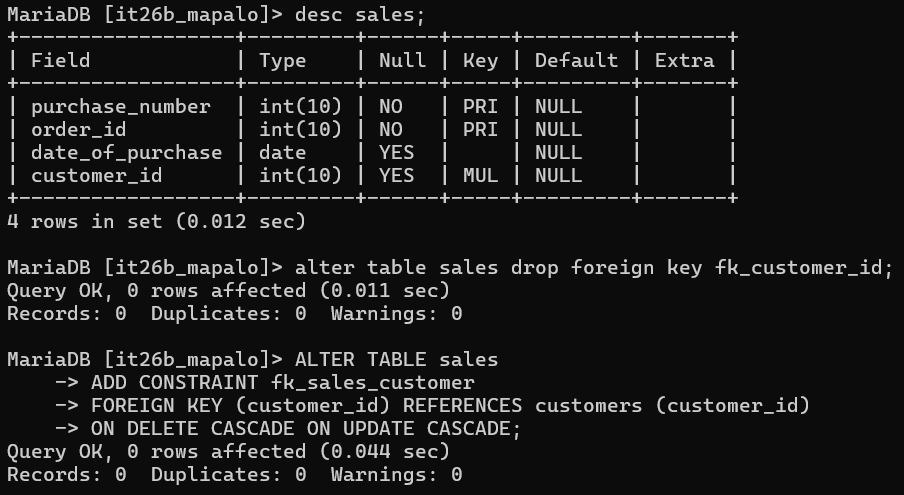 MariaDB [it26b_mapalo]> desc sales;
+------------------+---------+------+-----+---------+-------+
| Field            | Type    | Null | Key | Default | Extra |
+------------------+---------+------+-----+---------+-------+
| purchase_number  | int(10) | NO   | PRI | NULL    |       |
| order_id         | int(10) | NO   | PRI | NULL    |       |
| date_of_purchase | date    | YES  |     | NULL    |       |
| customer_id      | int(10) | YES  | MUL | NULL    |       |
+------------------+---------+------+-----+---------+-------+
4 rows in set (0.012 sec)

MariaDB [it26b_mapalo]> alter table sales drop foreign key fk_customer_id;
Query OK, 0 rows affected (0.011 sec)
Records: 0  Duplicates: 0  Warnings: 0

MariaDB [it26b_mapalo]> ALTER TABLE sales
    -> ADD CONSTRAINT fk_sales_customer
    -> FOREIGN KEY (customer_id) REFERENCES customers (customer_id)
    -> ON DELETE CASCADE ON UPDATE CASCADE;
Query OK, 0 rows affected (0.044 sec)
Records: 0  Duplicates: 0  Warnings: 0